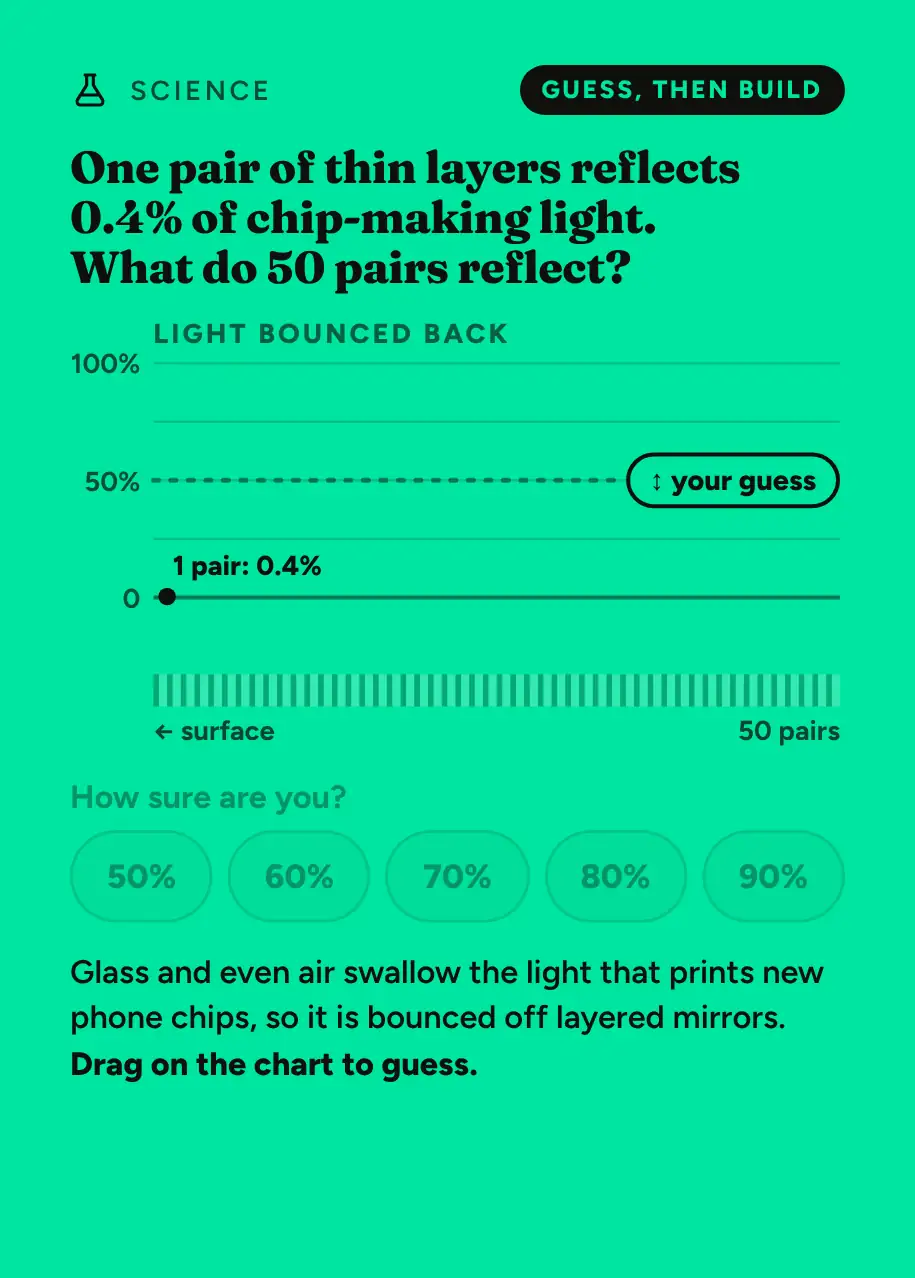 SCIENCE
GUESS, THEN BUILD
One pair of thin layers reflects
0.4% of chip-making light.
What do 50 pairs reflect?
LIGHT BOUNCED BACK
100%
50%
↕ your guess
1 pair: 0.4%
0
← surface
50 pairs
How sure are you?
50%
60%
70%
80%
90%
Glass and even air swallow the light that prints new
phone chips, so it is bounced off layered mirrors.
Drag on the chart to guess.